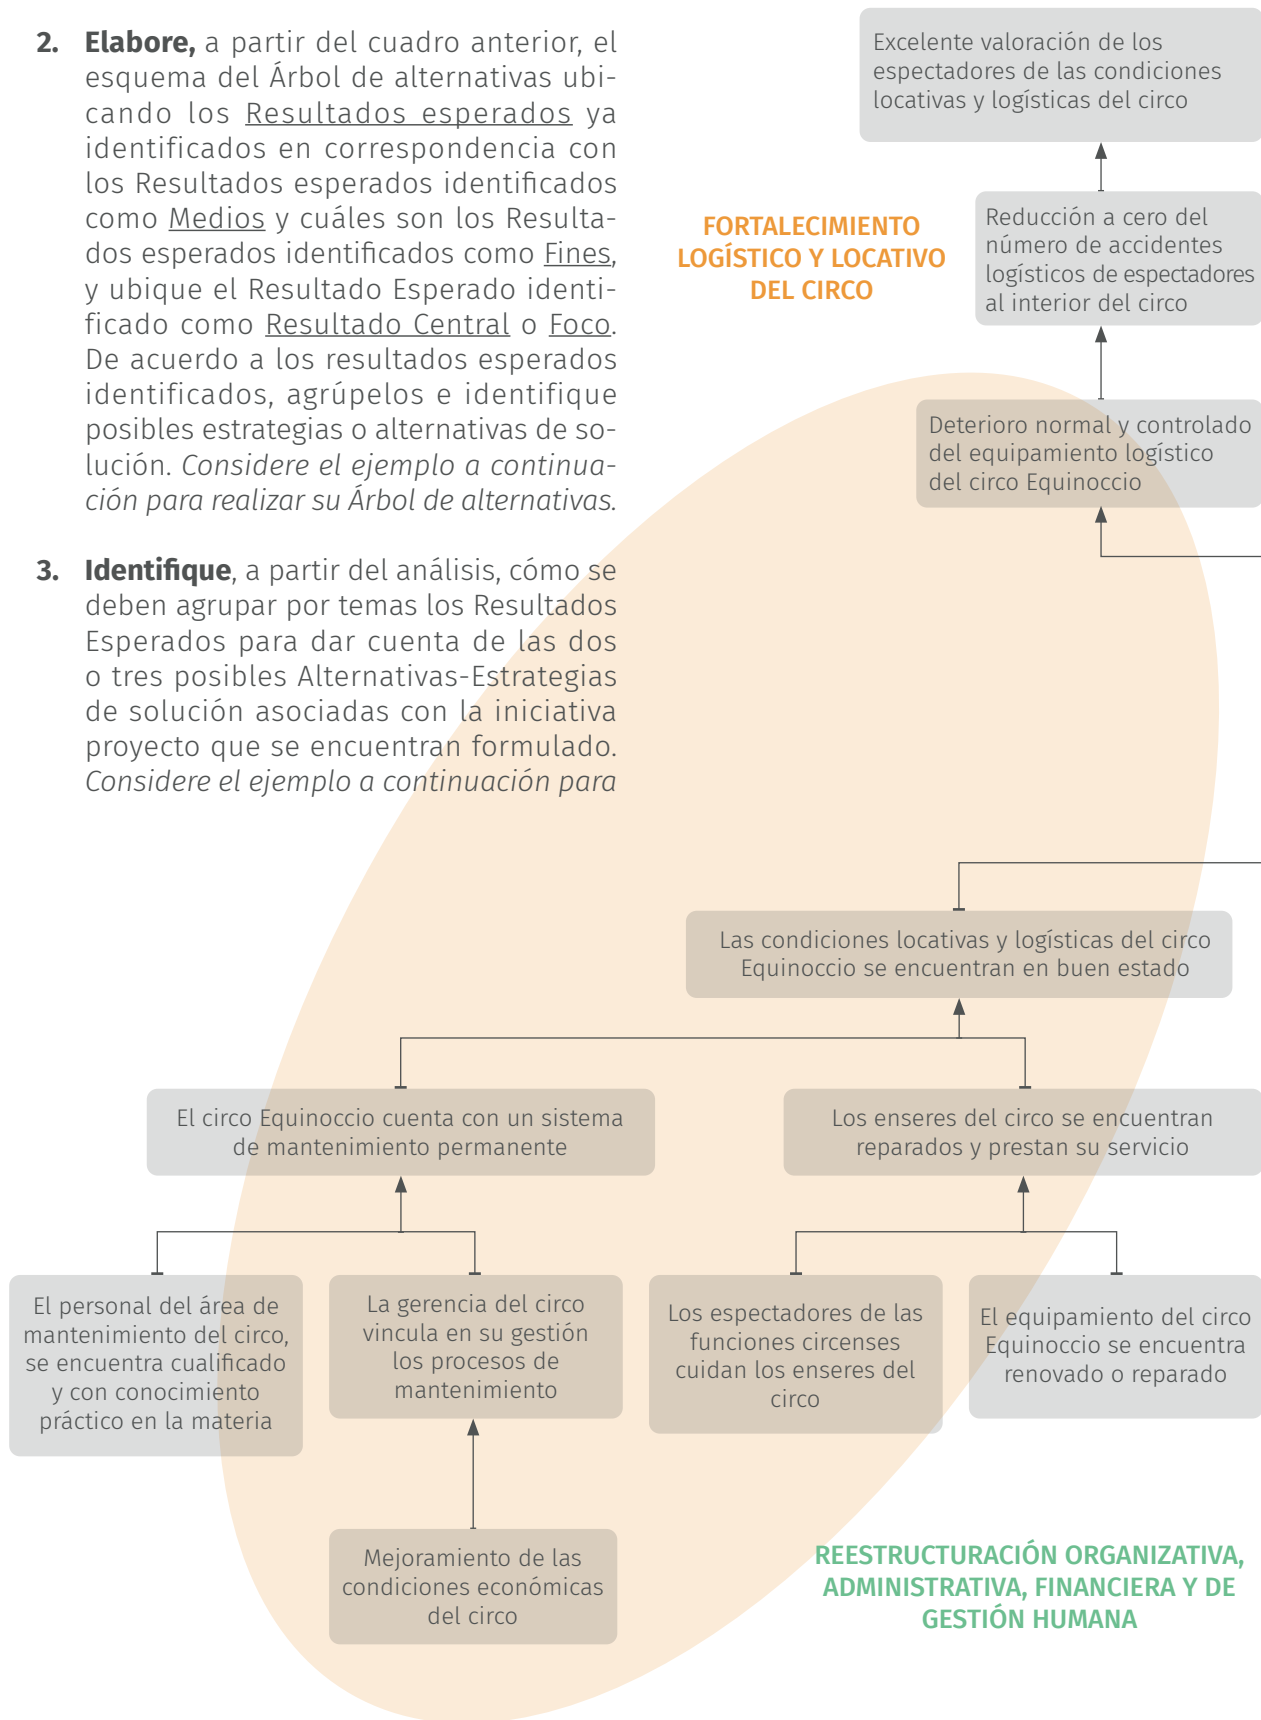 2. Elabore, a partir del cuadro anterior, el
esquema del Árbol de alternativas ubi-
cando los Resultados esperados ya
identificados en correspondencia con
los Resultados esperados identificados
como Medios y cuáles son los Resulta-
dos esperados identificados como Fines,
y ubique el Resultado Esperado identi-
ficado como Resultado Central o Foco.
De acuerdo a los resultados esperados
identificados, agrúpelos e identifique
posibles estrategias o alternativas de so-
lución. Considere el ejemplo a continua-
ción para realizar su Árbol de alternativas.
3. Identifique, a partir del análisis, cómo se
deben agrupar por temas los Resultados
Esperados para dar cuenta de las dos
o tres posibles Alternativas-Estrategias
de solución asociadas con la iniciativa
proyecto que se encuentran formulado.
Considere el ejemplo a continuación para
Excelente valoración de los
espectadores de las condiciones
locativas y logísticas del circo
FORTALECIMIENTO
LOGÍSTICO Y LOCATIVO
DEL CIRCO
Reducción a cero del
número de accidentes
logísticos de espectadores
al interior del circo
Deterioro normal y controlado
del equipamiento logístico
del circo Equinoccio
Las condiciones locativas y logísticas del circo
Equinoccio se encuentran en buen estado
El circo Equinoccio cuenta con un sistema
de mantenimiento permanente
Los enseres del circo se encuentran
reparados y prestan su servicio
El personal del área de
mantenimiento del circo,
se encuentra cualificado
y con conocimiento
práctico en la materia
La gerencia del circo
vincula en su gestión
los procesos de
mantenimiento
Los espectadores de las
funciones circenses
cuidan los enseres del
circo
El equipamiento del circo
Equinoccio se encuentra
renovado o reparado
Mejoramiento de las
condiciones económicas
del circo
REESTRUCTURACIÓN ORGANIZATIVA,
ADMINISTRATIVA, FINANCIERA Y DE
GESTIÓN HUMANA